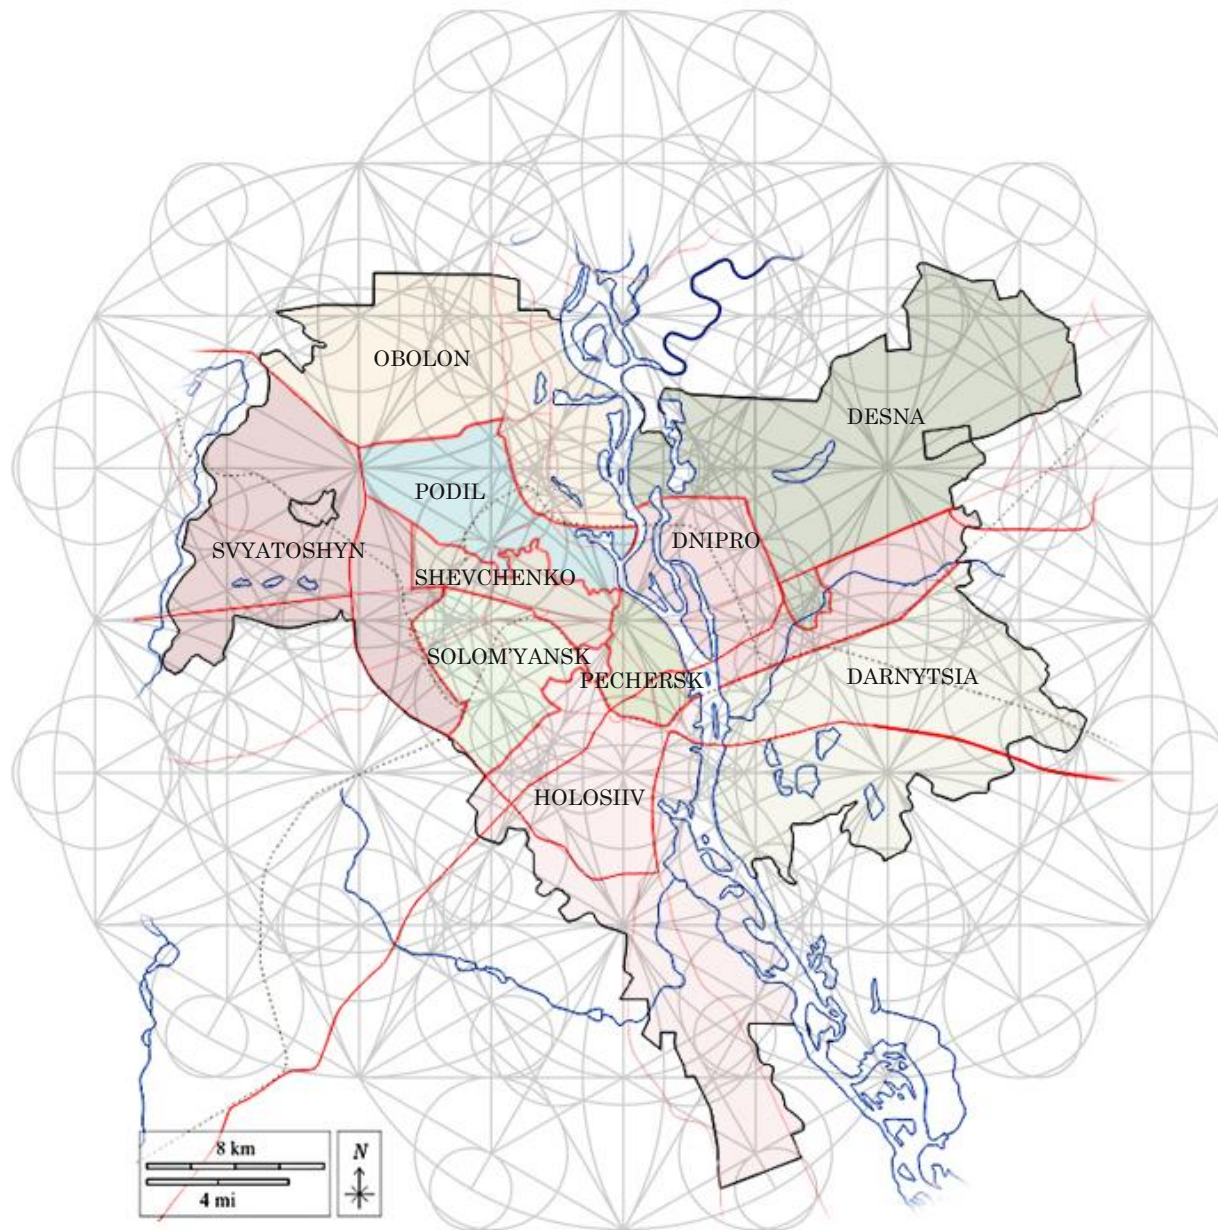 OBOLON
DESNA
PODIL
DNIPRO
SVYATOSHYN
SHEVCHENKO
SOLOM'YANSK
PECHERSK
DARNYTSIA
HOLOSIIV
8 km
4 mi
N